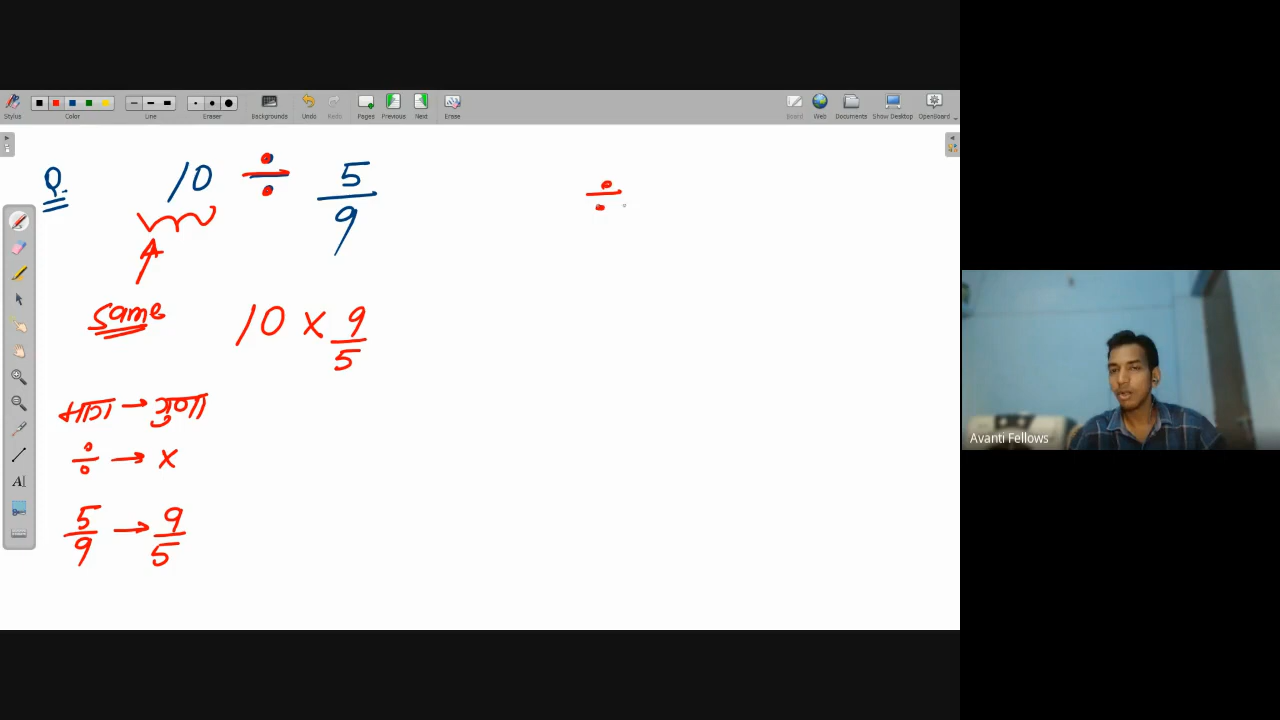 Stylus
Color
Line
Eraser
Backgrounds
Undo
Redo
Pages
Previous
Next
Erase
Board
Web
Documents
Show Desktop
OpenBoard
Q.
10 ÷ 5/9
Same
10 × 9/5
भाग → गुणा
÷ → ×
5/9 → 9/5
÷
Avanti Fellows